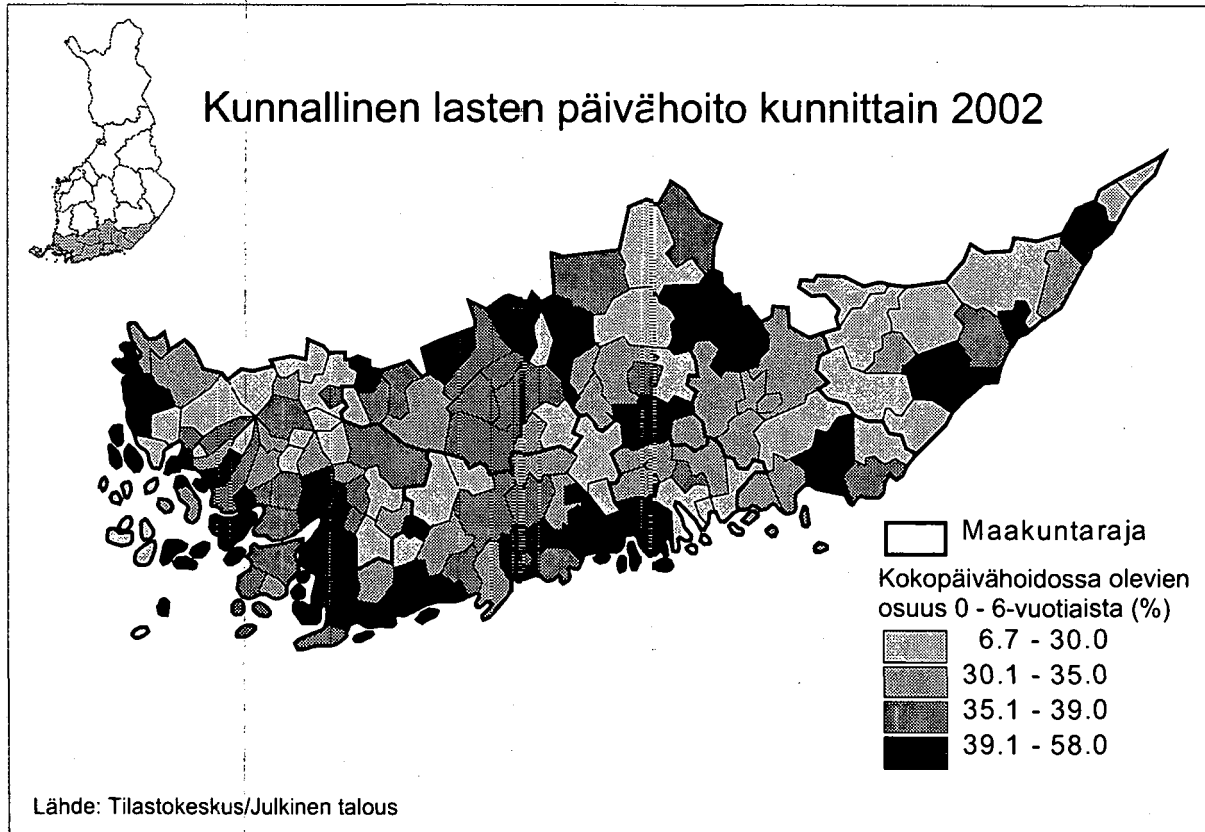 Kunnallinen lasten päivähoito kunnittain 2002
Maakuntaraja
Kokopäivähoidossa olevien
osuus 0 - 6-vuotiaista (%)
6.7 - 30.0
30.1 - 35.0
35.1 - 39.0
39.1 - 58.0
Lähde: Tilastokeskus/Julkinen talous